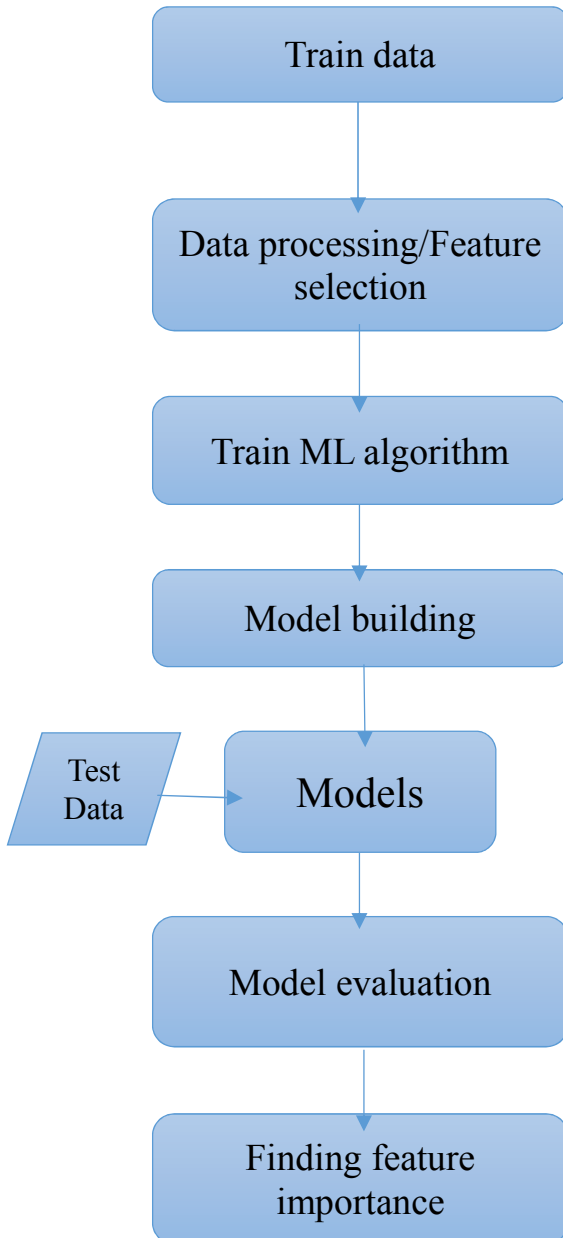 Train data
Data processing/Feature
selection
Train ML algorithm
Model building
Test
Data
Models
Model evaluation
Finding feature
importance